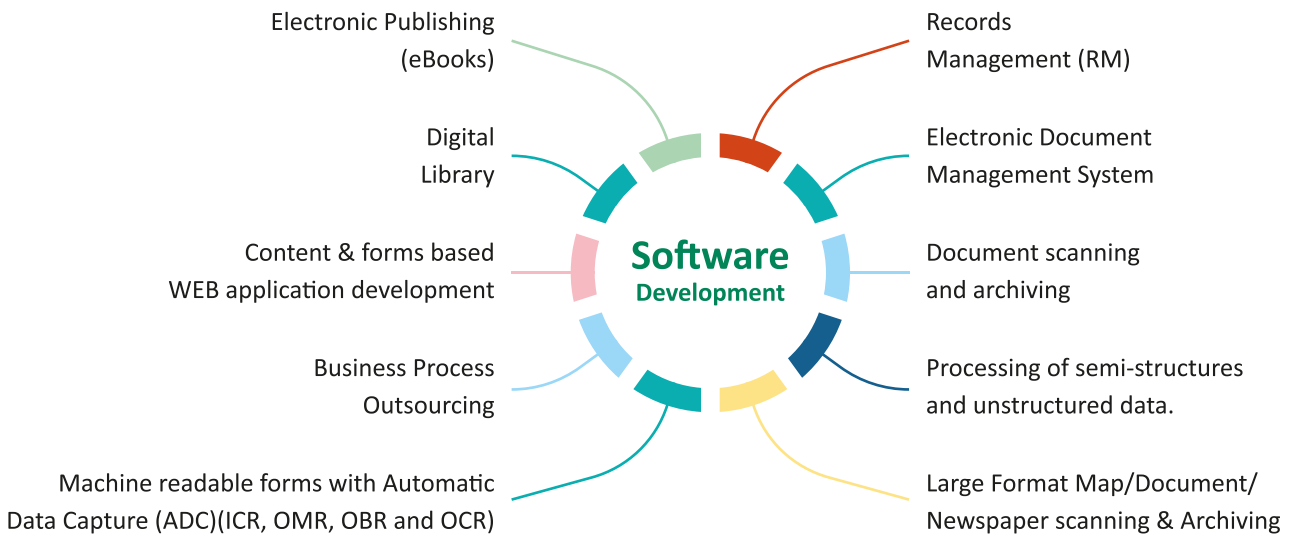 Electronic Publishing
(eBooks)
Digital
Library
Content & forms based
WEB application development
Business Process
Outsourcing
Machine readable forms with Automatic
Data Capture (ADC)(ICR, OMR, OBR and OCR)
Software
Development
Records
Management (RM)
Electronic Document
Management System
Document scanning
and archiving
Processing of semi-structures
and unstructured data.
Large Format Map/Document/
Newspaper scanning & Archiving